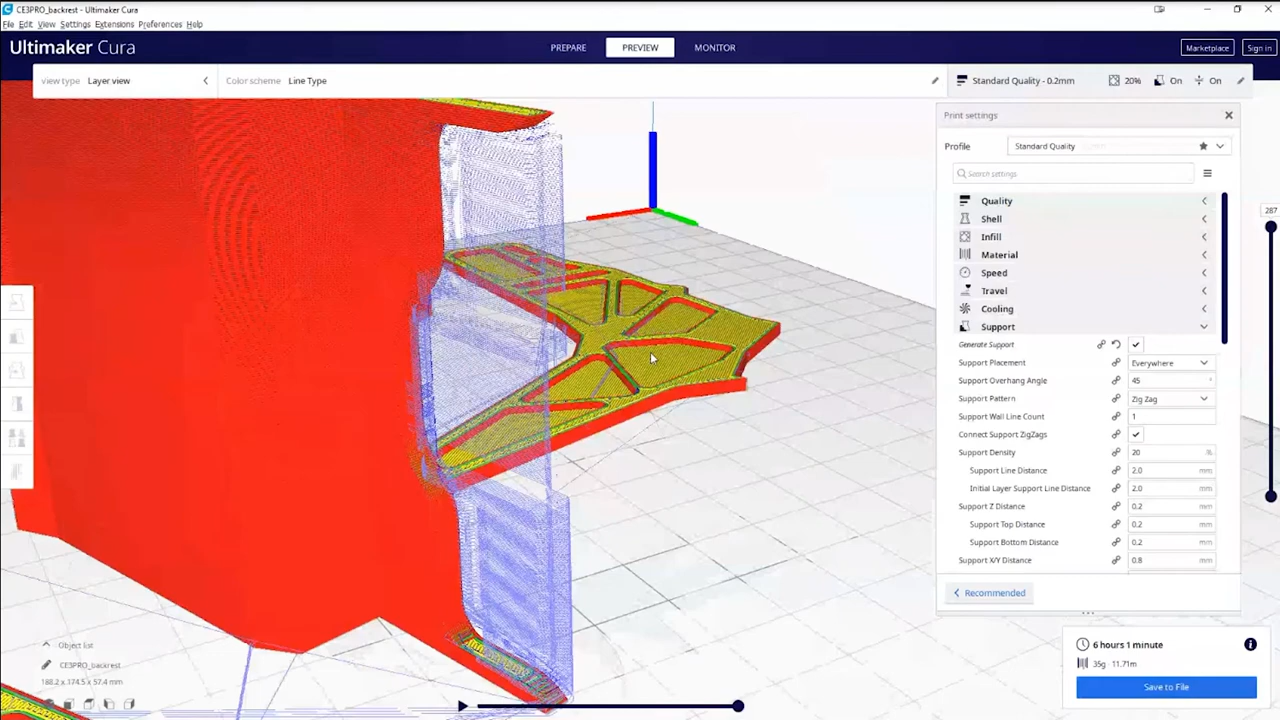 CE3PRO_backrest - Ultimaker Cura
File Edit View Settings Extensions Preferences Help
Ultimaker Cura
PREPARE
PREVIEW
MONITOR
Marketplace
Sign in
view type Layer view
Color scheme Line Type
Standard Quality - 0.2mm
20%
On
On
Print settings
Profile
Standard Quality
Search settings
Quality
Shell
Infill
Material
Speed
Travel
Cooling
Support
Generate Support
Support Placement Everywhere
Support Overhang Angle 45 °
Support Pattern Zig Zag
Support Wall Line Count 1
Connect Support ZigZags
Support Density 20 %
Support Line Distance 2.0 mm
Initial Layer Support Line Distance 2.0 mm
Support Z Distance 0.2 mm
Support Top Distance 0.2 mm
Support Bottom Distance 0.2 mm
Support X/Y Distance 0.8 mm
287
Recommended
Object list
CE3PRO_backrest
188.2 x 174.5 x 57.4 mm
6 hours 1 minute
35g 11.71m
Save to File